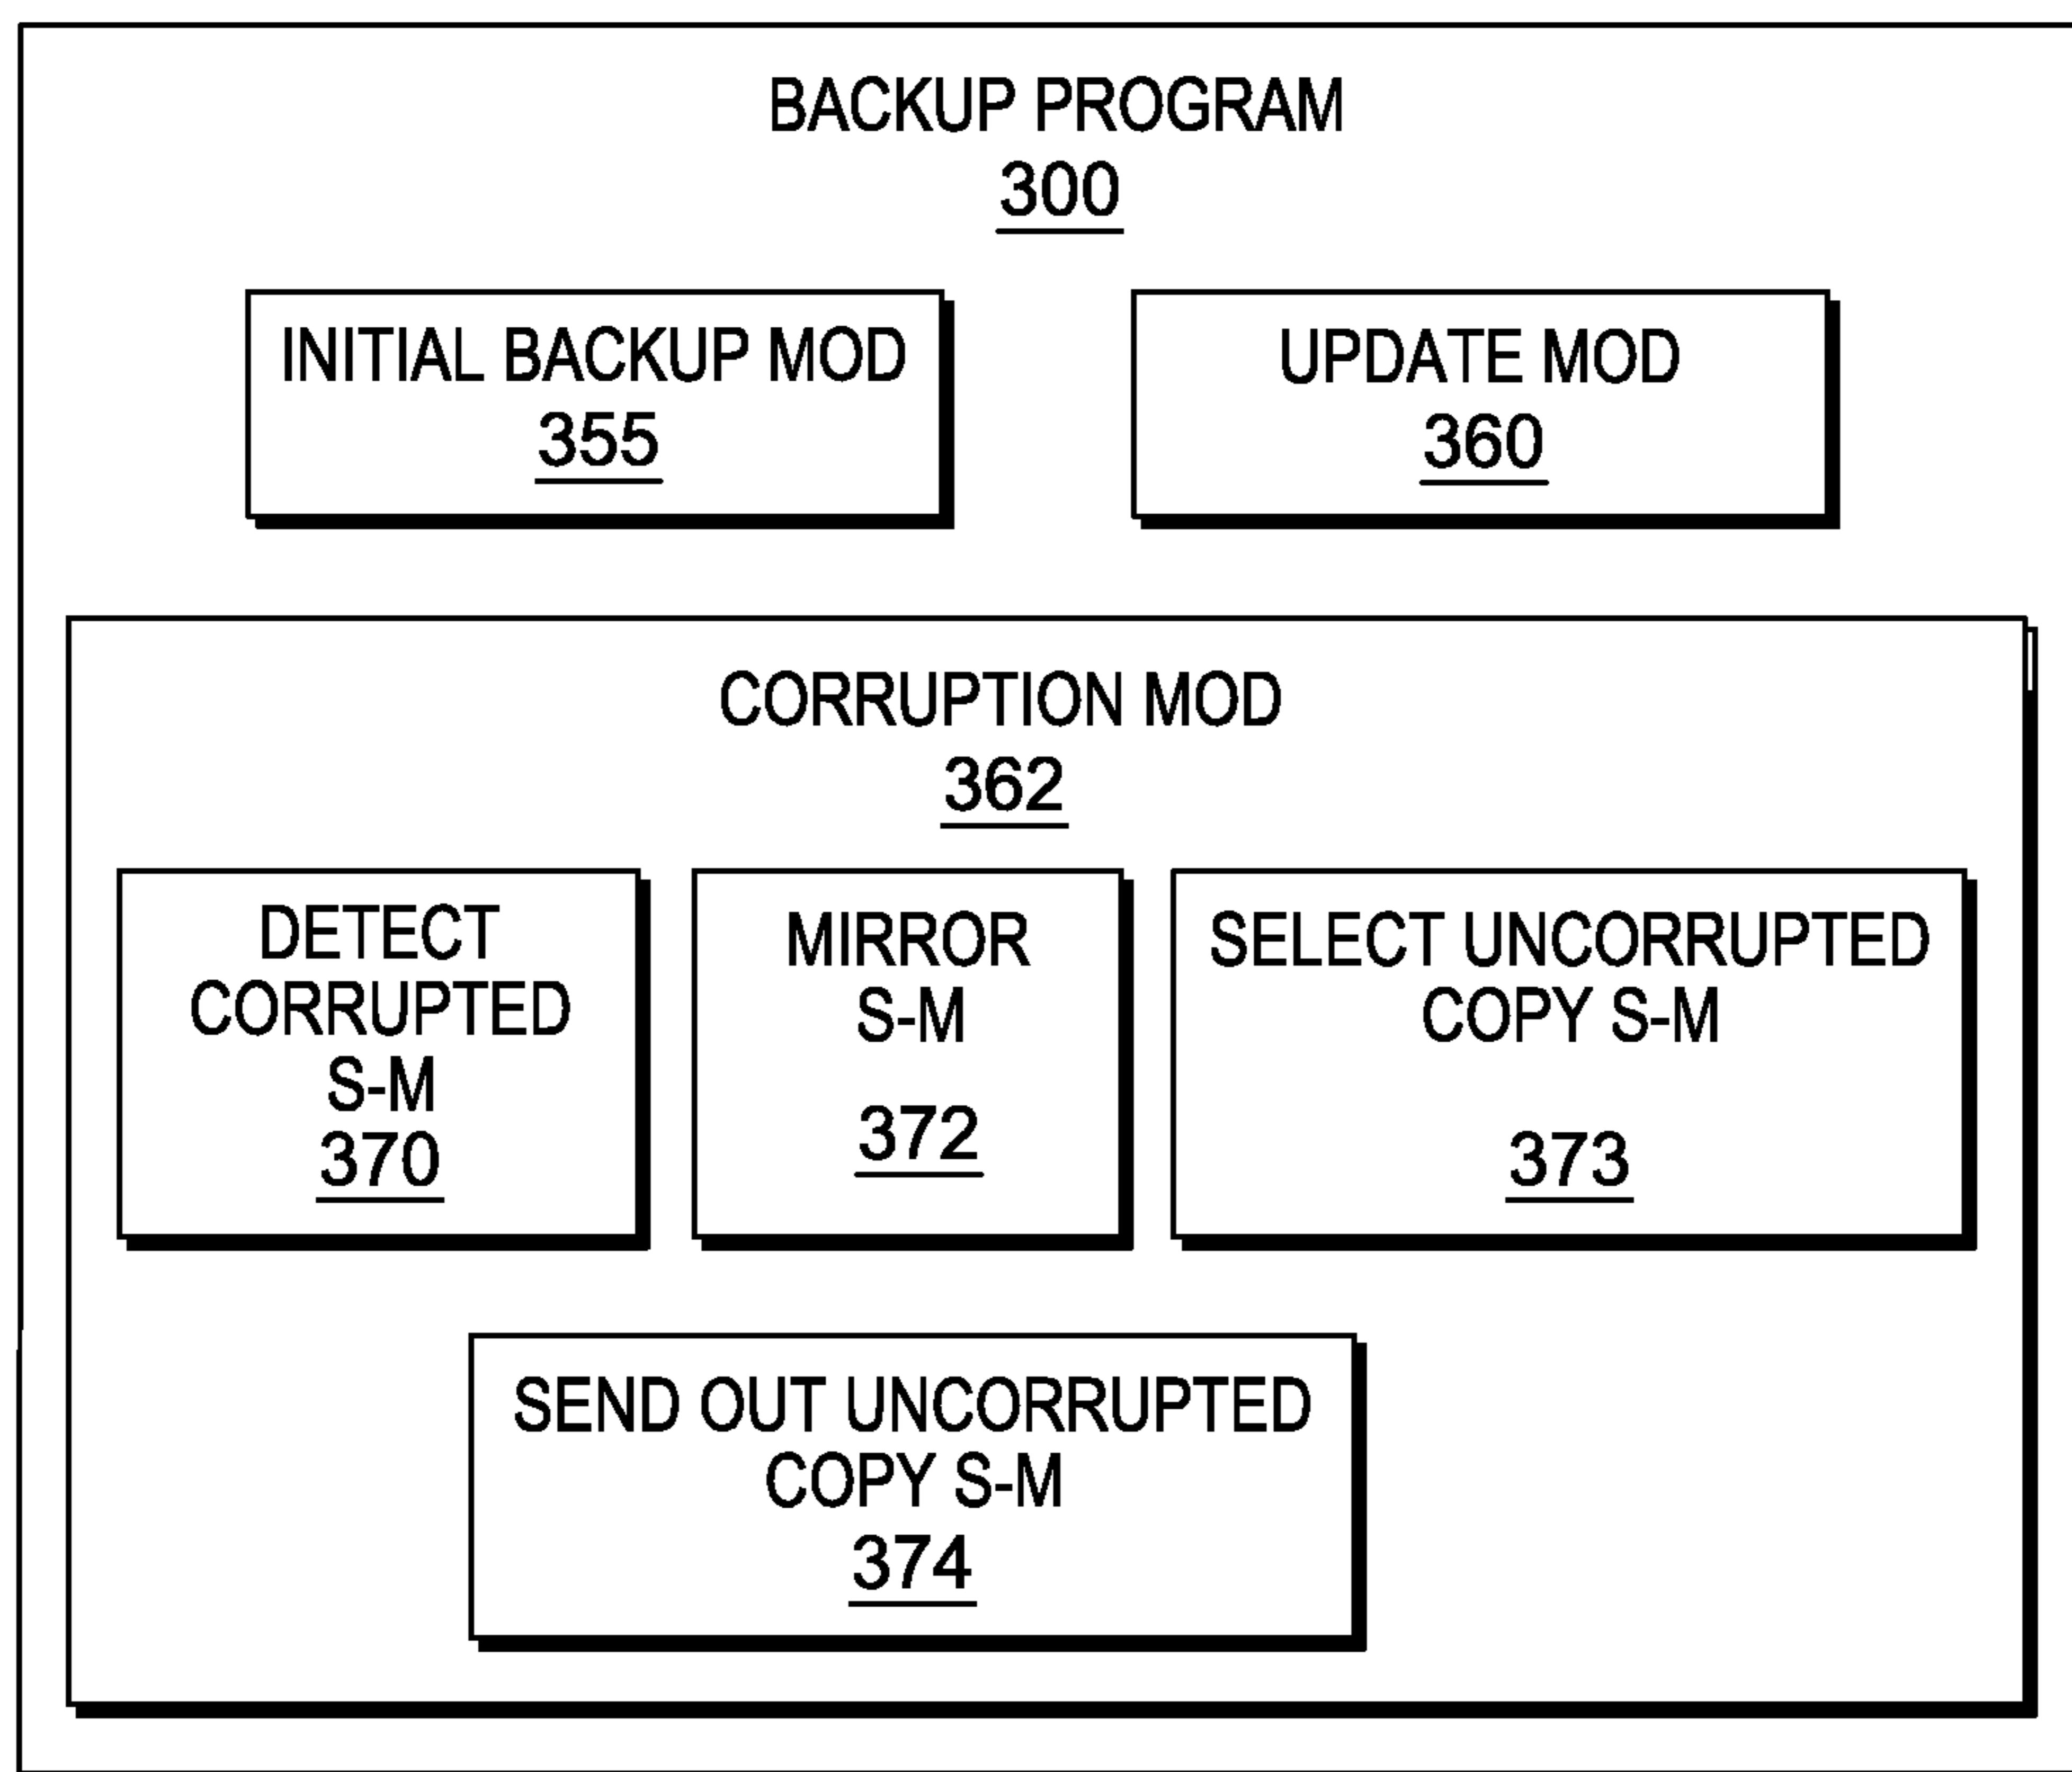 BACKUP PROGRAM
300
INITIAL BACKUP MOD
355
UPDATE MOD
360
CORRUPTION MOD
362
DETECT
CORRUPTED
S-M
370
MIRROR
S-M
372
SELECT UNCORRUPTED
COPY S-M
373
SEND OUT UNCORRUPTED
COPY S-M
374